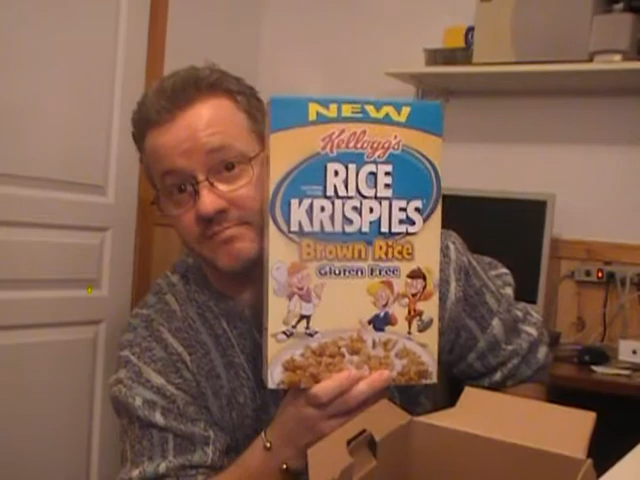 NEW
Kellogg's
RICE
KRISPIES
Brown Rice
Gluten Free